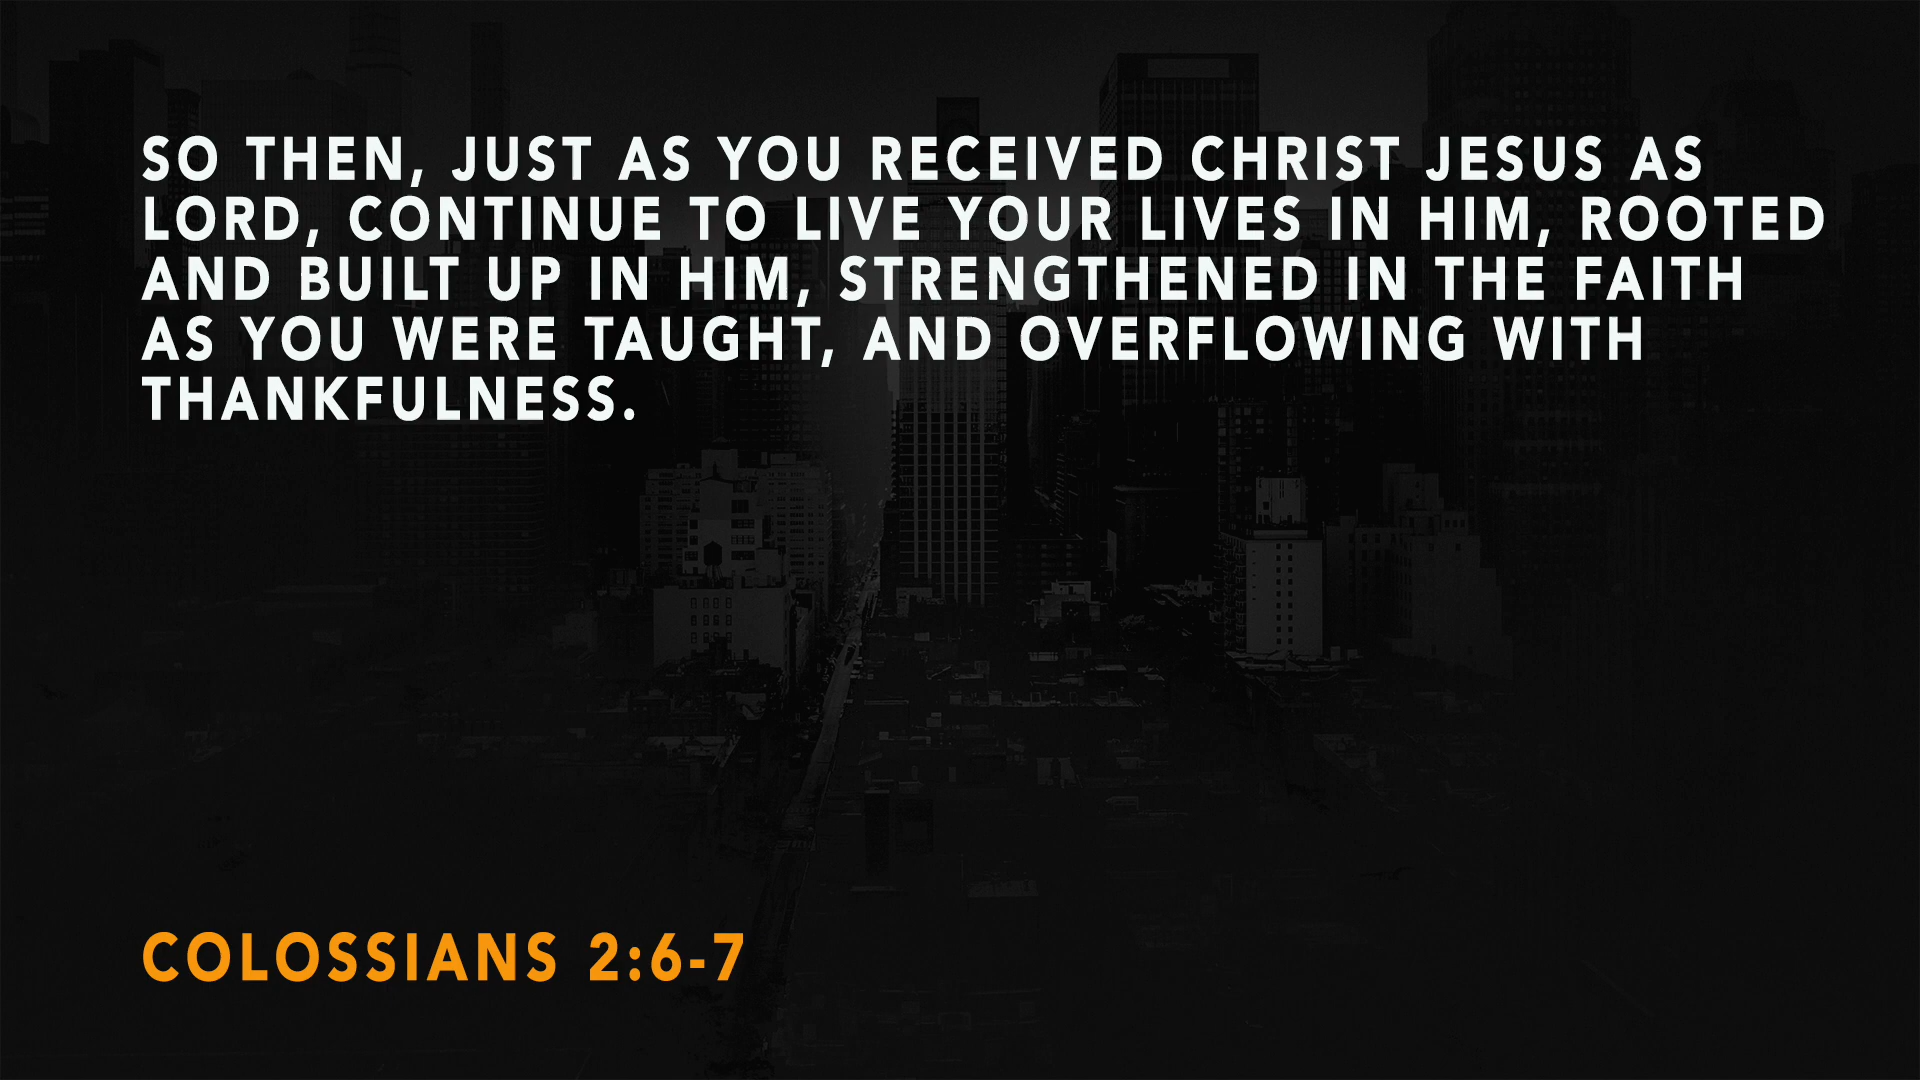 SO THEN, JUST AS YOU RECEIVED CHRIST JESUS AS
LORD, CONTINUE TO LIVE YOUR LIVES IN HIM, ROOTED
AND BUILT UP IN HIM, STRENGTHENED IN THE FAITH
AS YOU WERE TAUGHT, AND OVERFLOWING WITH
THANKFULNESS.
COLOSSIANS 2:6-7